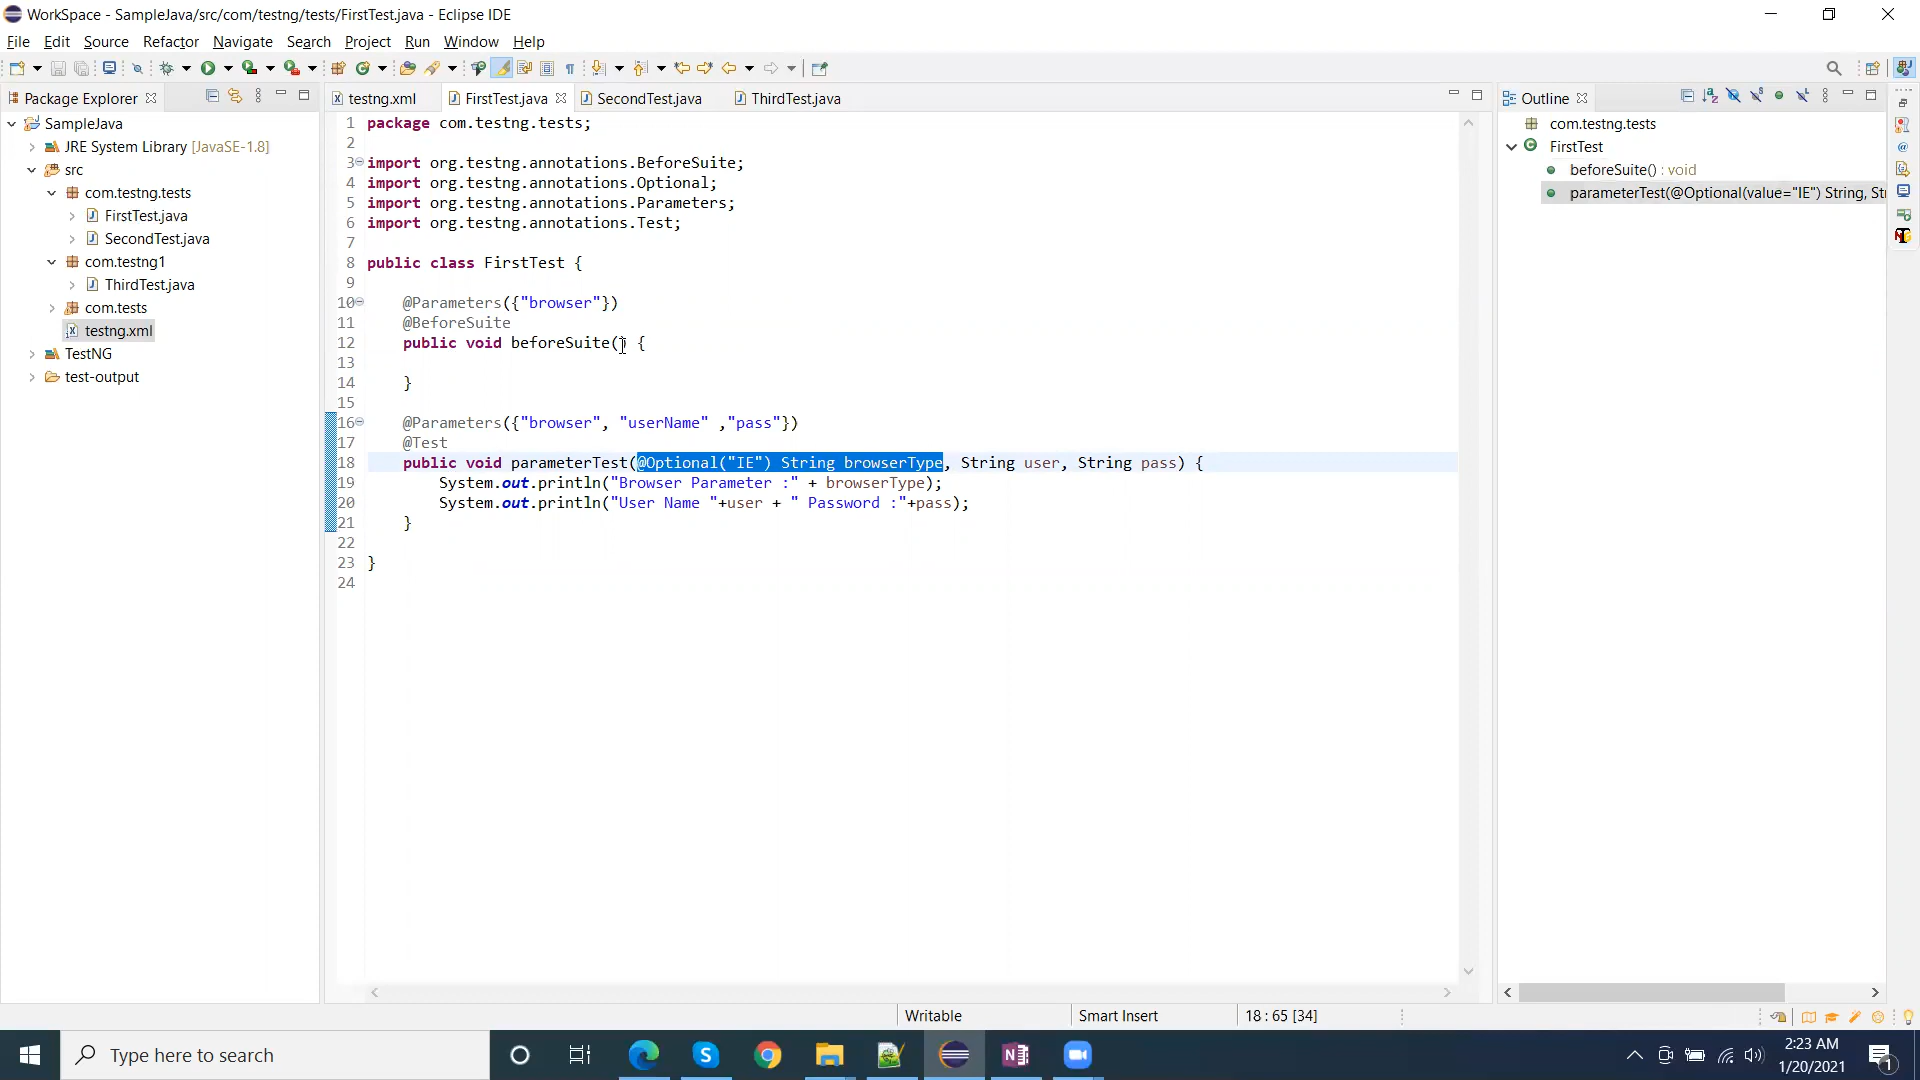 WorkSpace - SampleJava/src/com/testng/tests/FirstTest.java - Eclipse IDE
File Edit Source Refactor Navigate Search Project Run Window Help
Package Explorer
SampleJava
JRE System Library [JavaSE-1.8]
src
com.testng.tests
FirstTest.java
SecondTest.java
com.testng1
ThirdTest.java
com.tests
testng.xml
TestNG
test-output
testng.xml FirstTest.java SecondTest.java ThirdTest.java
1 package com.testng.tests;
2
3 import org.testng.annotations.BeforeSuite;
4 import org.testng.annotations.Optional;
5 import org.testng.annotations.Parameters;
6 import org.testng.annotations.Test;
7
8 public class FirstTest {
9
10 @Parameters({"browser"})
11 @BeforeSuite
12 public void beforeSuite() {
13
14 }
15
16 @Parameters({"browser", "userName" ,"pass"})
17 @Test
18 public void parameterTest(@Optional("IE") String browserType, String user, String pass) {
19 System.out.println("Browser Parameter :" + browserType);
20 System.out.println("User Name "+user + " Password :"+pass);
21 }
22
23 }
24
Outline
com.testng.tests
FirstTest
beforeSuite() : void
parameterTest(@Optional(value="IE") String, St
Writable Smart Insert 18 : 65 [34]
Type here to search
2:23 AM
1/20/2021
1